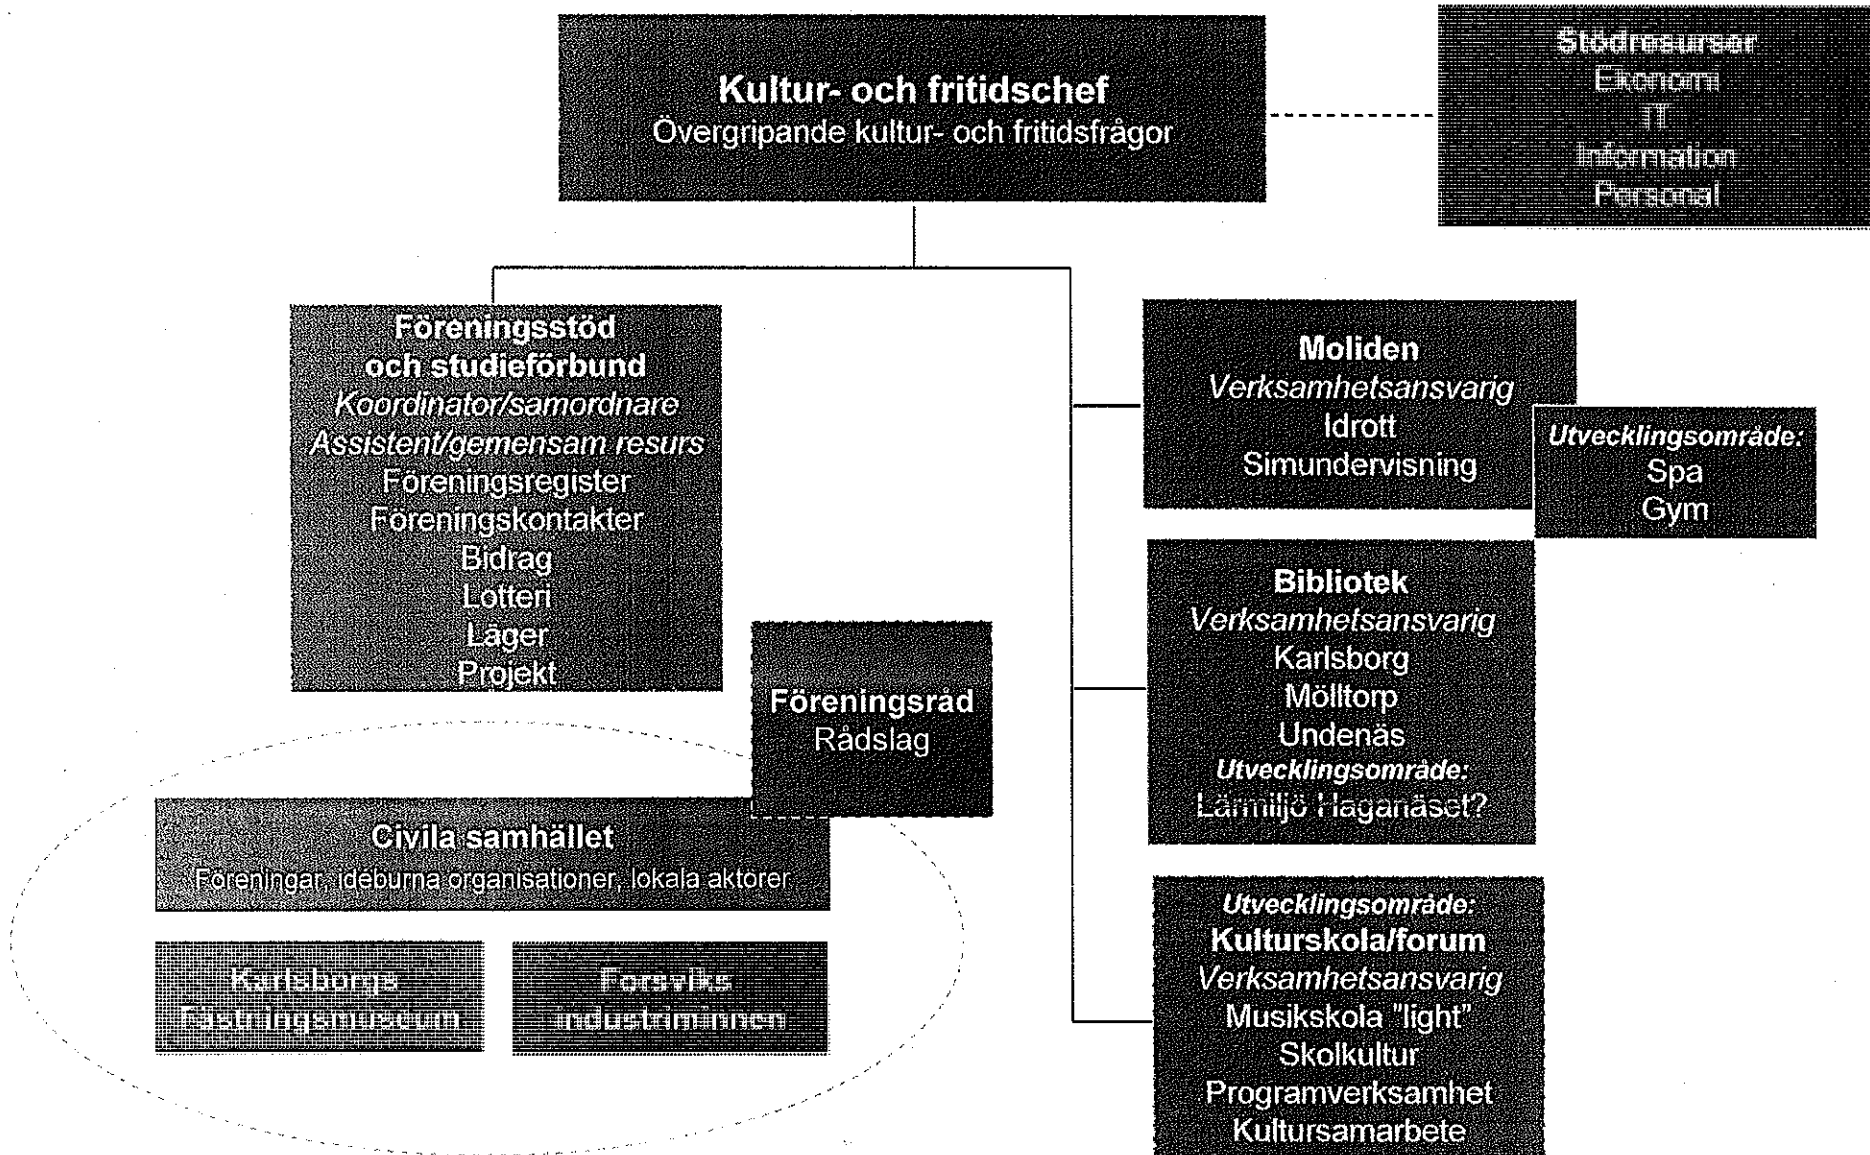 Kultur- och fritidschef
Övergripande kultur- och fritidsfrågor
Stödresurser
Ekonomi
IT
Information
Personal
Föreningsstöd
och studieförbund
Koordinator/samordnare
Assistent/gemensam resurs
Föreningsregister
Föreningskontakter
Bidrag
Lotteri
Läger
Projekt
Föreningsråd
Rådslag
Civila samhället
Föreningar, idéburna organisationer, lokala aktörer
Karlsborgs
Fästningsmuseum
Forsviks
industriminnen
Moliden
Verksamhetsansvarig
Idrott
Simundervisning
Utvecklingsområde:
Spa
Gym
Bibliotek
Verksamhetsansvarig
Karlsborg
Mölltorp
Undenäs
Utvecklingsområde:
Lärmiljö Haganäset?
Utvecklingsområde:
Kulturskola/forum
Verksamhetsansvarig
Musikskola "light"
Skolkultur
Programverksamhet
Kultursamarbete